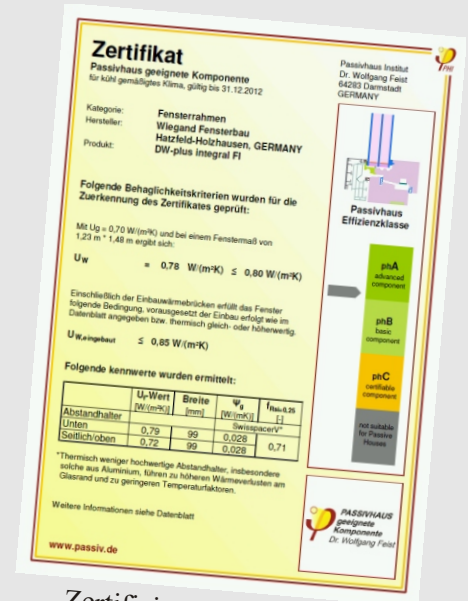 Zertifikat
Passivhaus geeignete Komponente
für kühl gemäßigtes Klima, gültig bis 31.12.2012
Passivhaus Institut
Dr. Wolfgang Feist
64283 Darmstadt
GERMANY
PHI
Kategorie: Fensterrahmen
Hersteller: Wiegand Fensterbau
Hatzfeld-Holzhausen, GERMANY
Produkt: DW-plus integral FI
Folgende Behaglichkeitskriterien wurden für die
Zuerkennung des Zertifikates geprüft:
Mit Ug = 0,70 W/(m²K) und bei einem Fenstermaß von
1,23 m * 1,48 m ergibt sich:
UW = 0,78 W/(m²K) ≤ 0,80 W/(m²K)
Einschließlich der Einbauwärmebrücken erfüllt das Fenster
folgende Bedingung, vorausgesetzt der Einbau erfolgt wie im
Datenblatt angegeben bzw. thermisch gleich- oder höherwertig.
UW,eingebaut ≤ 0,85 W/(m²K)
Folgende kennwerte wurden ermittelt:
Uf-Wert Breite Ψg fRsi=0,25
[W/(m²K)] [mm] [W/(mK)] [-]
Abstandhalter SwisspacerV*
Unten 0,79 99 0,028 0,71
Seitlich/oben 0,72 99 0,028
*Thermisch weniger hochwertige Abstandhalter, insbesondere
solche aus Aluminium, führen zu höheren Wärmeverlusten am
Glasrand und zu geringeren Temperaturfaktoren.
Weitere Informationen siehe Datenblatt
www.passiv.de
Passivhaus
Effizienzklasse
phA
advanced
component
phB
basic
component
phC
certifiable
component
not suitable
for Passive
Houses
PASSIVHAUS
geeignete
Komponente
Dr. Wolfgang Feist